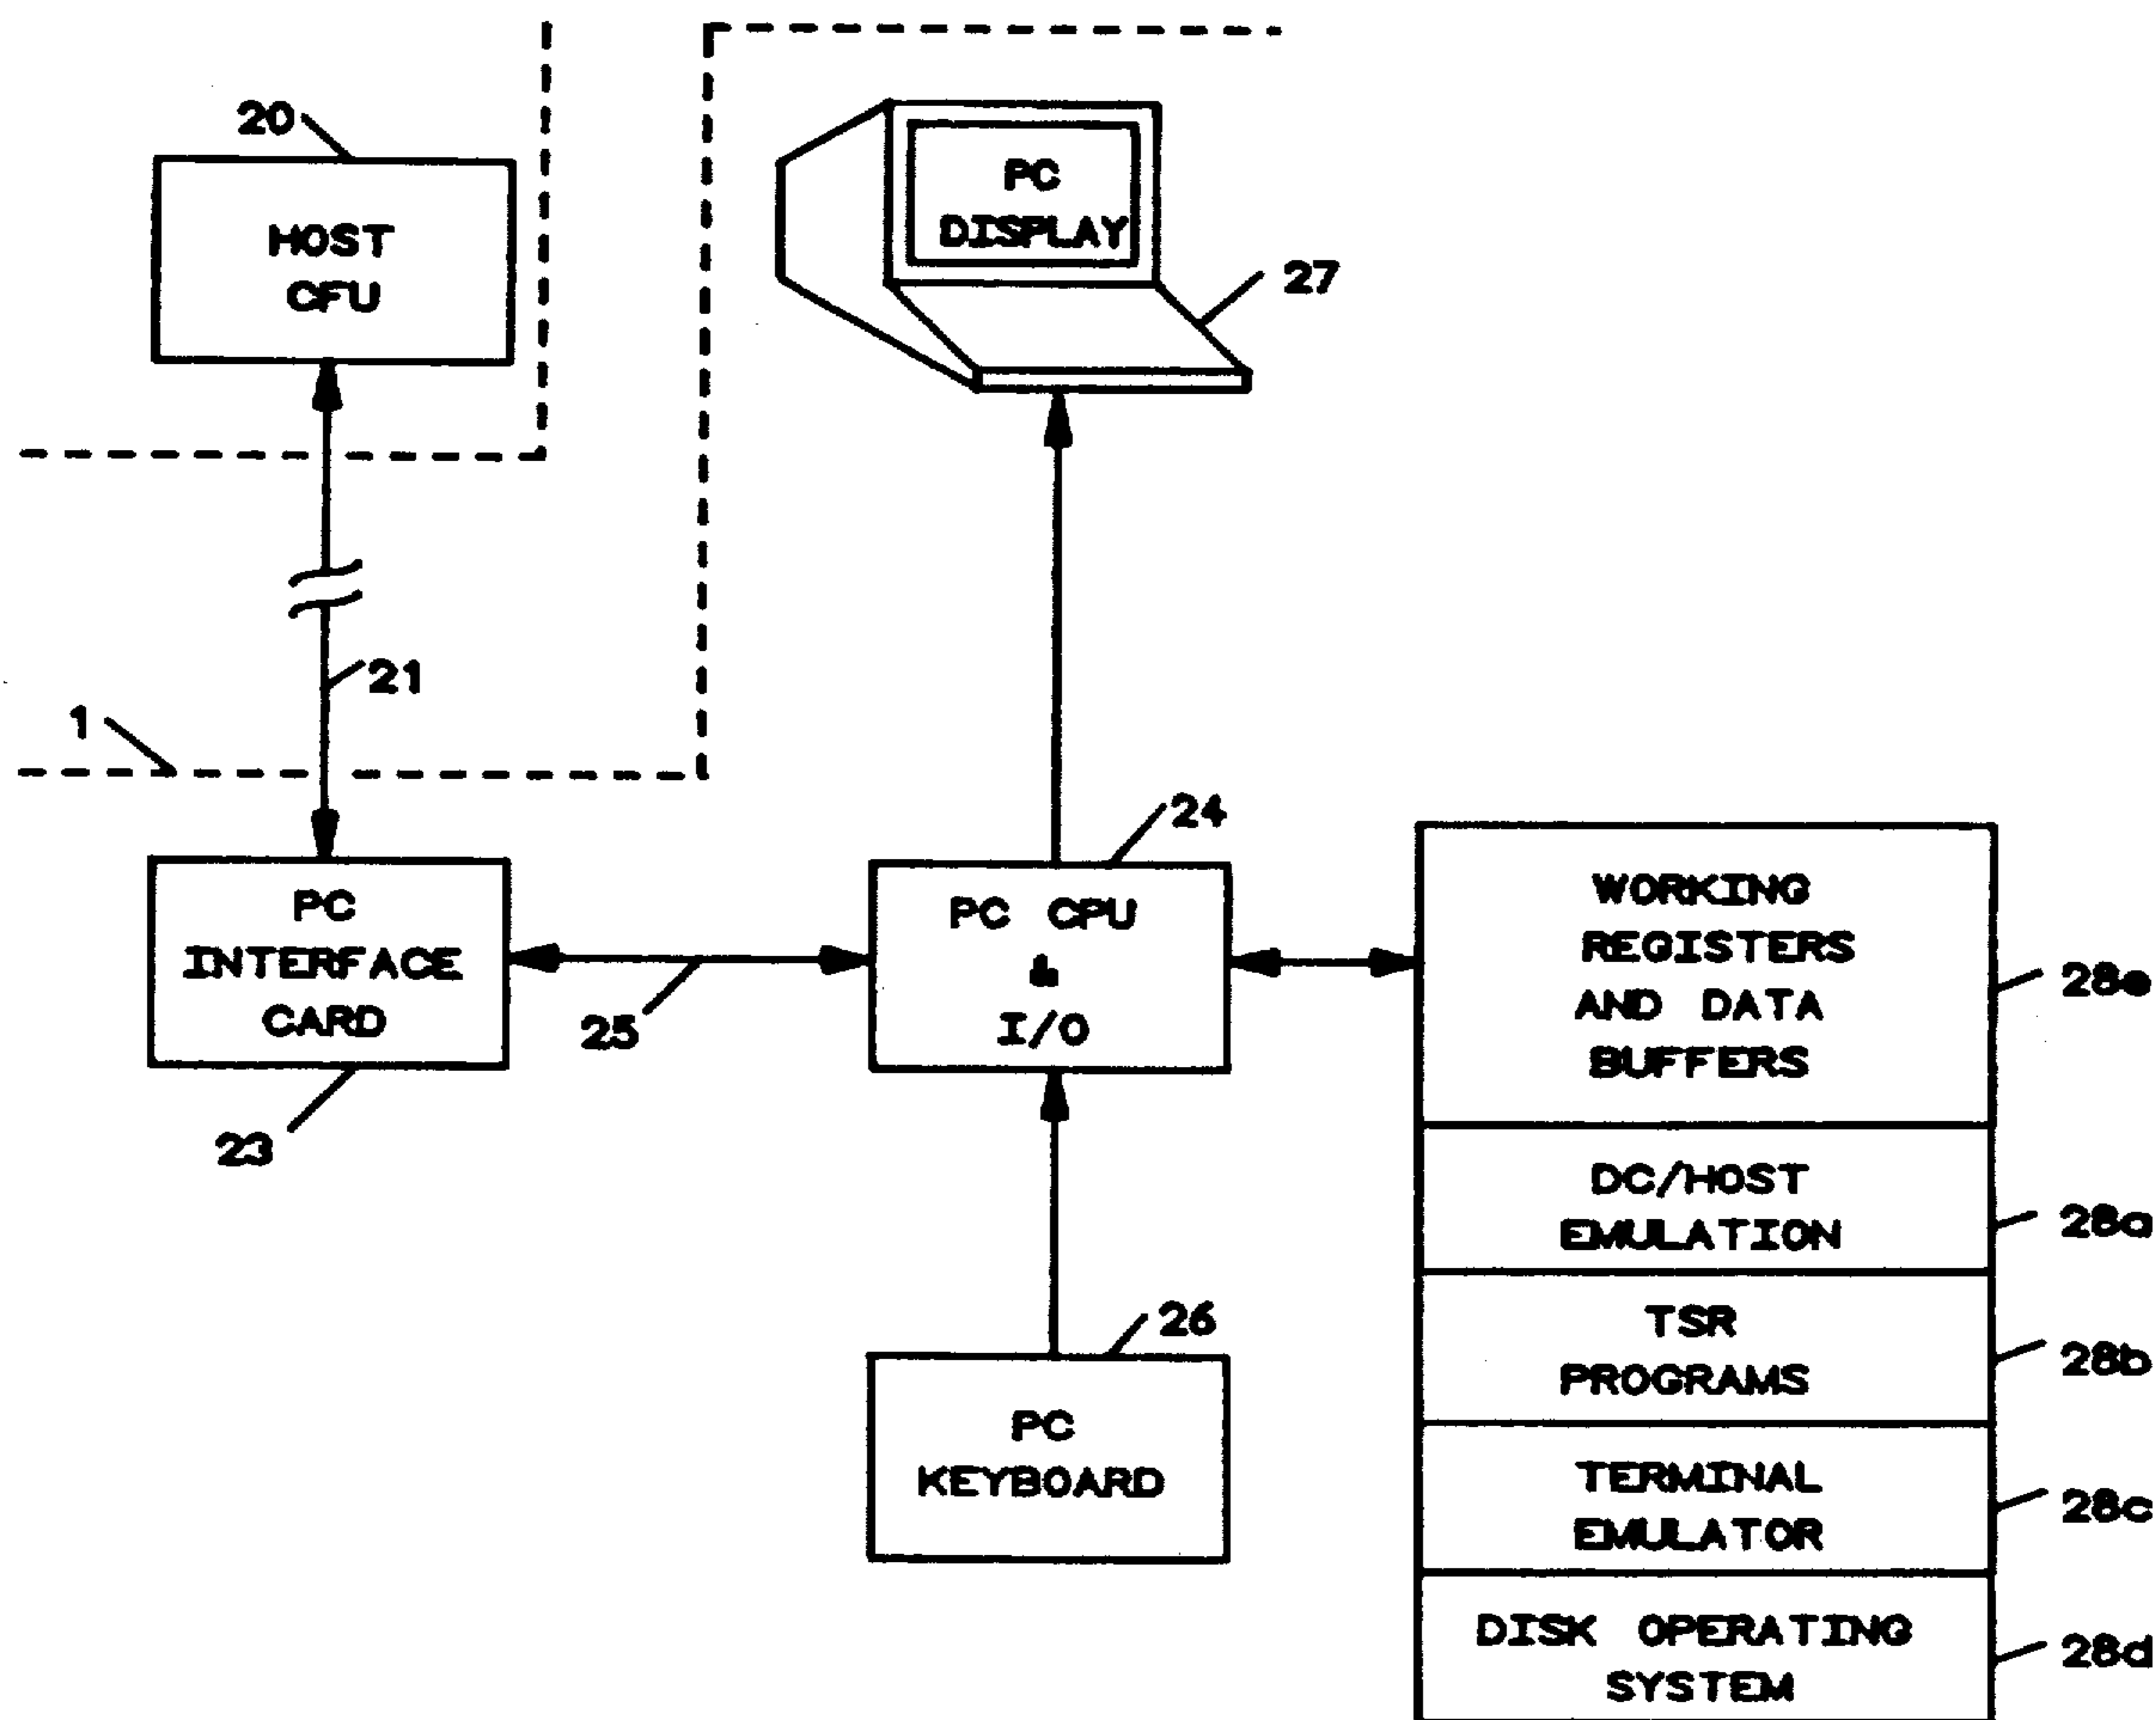 20
HOST
CPU
PC
DISPLAY
27
21
1
24
PC
INTERFACE
CARD
23
25
PC CPU
&
I/O
26
PC
KEYBOARD
WORKING
REGISTERS
AND DATA
BUFFERS
28e
DC/HOST
EMULATION
28a
TSR
PROGRAMS
28b
TERMINAL
EMULATOR
28c
DISK OPERATING
SYSTEM
28d